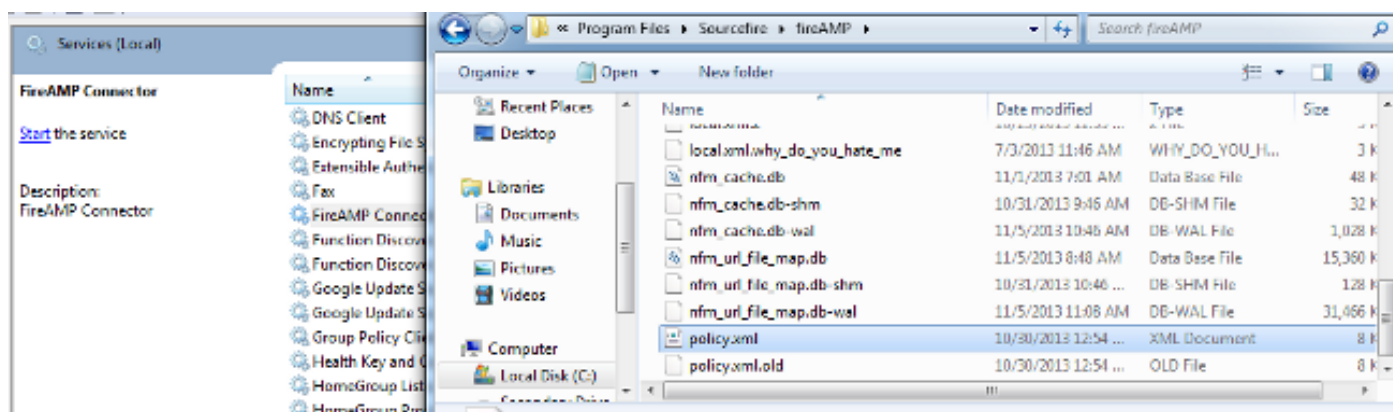 Services (Local)
FireAMP Connector
Start the service
Description:
FireAMP Connector
Name
DNS Client
Encrypting File S
Extensible Authe
Fax
FireAMP Connec
Function Discov
Function Discov
Google Update S
Google Update S
Group Policy Clie
Health Key and
HomeGroup List
HomeGroup Pro
« Program Files ▸ Sourcefire ▸ fireAMP ▸
Search fireAMP
Organize ▾ Open ▾ New folder
Recent Places
Desktop
Libraries
Documents
Music
Pictures
Videos
Computer
Local Disk (C:)
Name Date modified Type Size
local.xml.why_do_you_hate_me 7/3/2013 11:46 AM WHY_DO_YOU_H... 3 K
nfm_cache.db 11/1/2013 7:01 AM Data Base File 48 K
nfm_cache.db-shm 10/31/2013 9:46 AM DB-SHM File 32 K
nfm_cache.db-wal 11/5/2013 10:46 AM DB-WAL File 1,028 K
nfm_url_file_map.db 11/5/2013 8:48 AM Data Base File 15,360 K
nfm_url_file_map.db-shm 10/31/2013 10:46 ... DB-SHM File 128 K
nfm_url_file_map.db-wal 11/5/2013 11:08 AM DB-WAL File 31,466 K
policy.xml 10/30/2013 12:54 ... XML Document 8 K
policy.xml.old 10/30/2013 12:54 ... OLD File 8 K